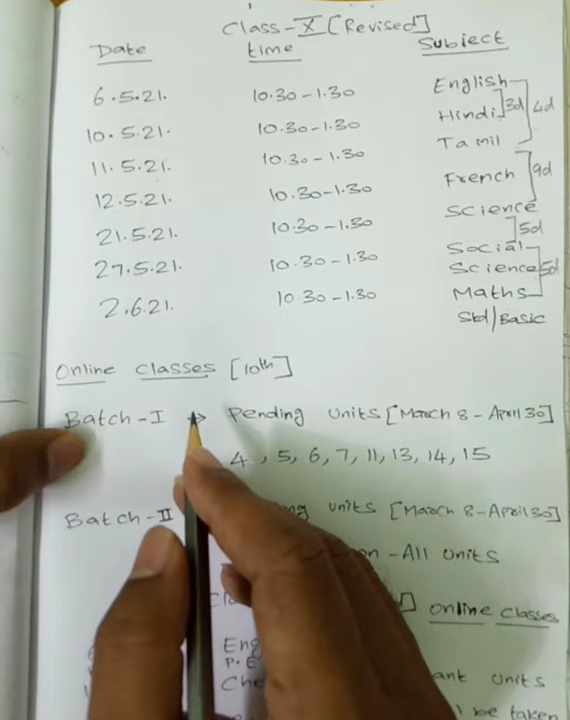 Class-X [Revised]
Date time Subject
6.5.21. 10.30-1.30 English
10.5.21. 10.30-1.30 Hindi 3d 4d
11.5.21. 10.30-1.30 Tamil
12.5.21. 10.30-1.30 French 9d
21.5.21. 10.30-1.30 Science
5d
27.5.21. 10.30-1.30 Social
Science 5d
2.6.21. 10.30-1.30 Maths
Std/Basic
Online Classes [10th]
Batch-I → Pending Units [March 8-April 30]
4, 5, 6, 7, 11, 13, 14, 15
Batch-II units [March 8-April 30]
-All units
online classes
Eng
P.E
Che units
be taken